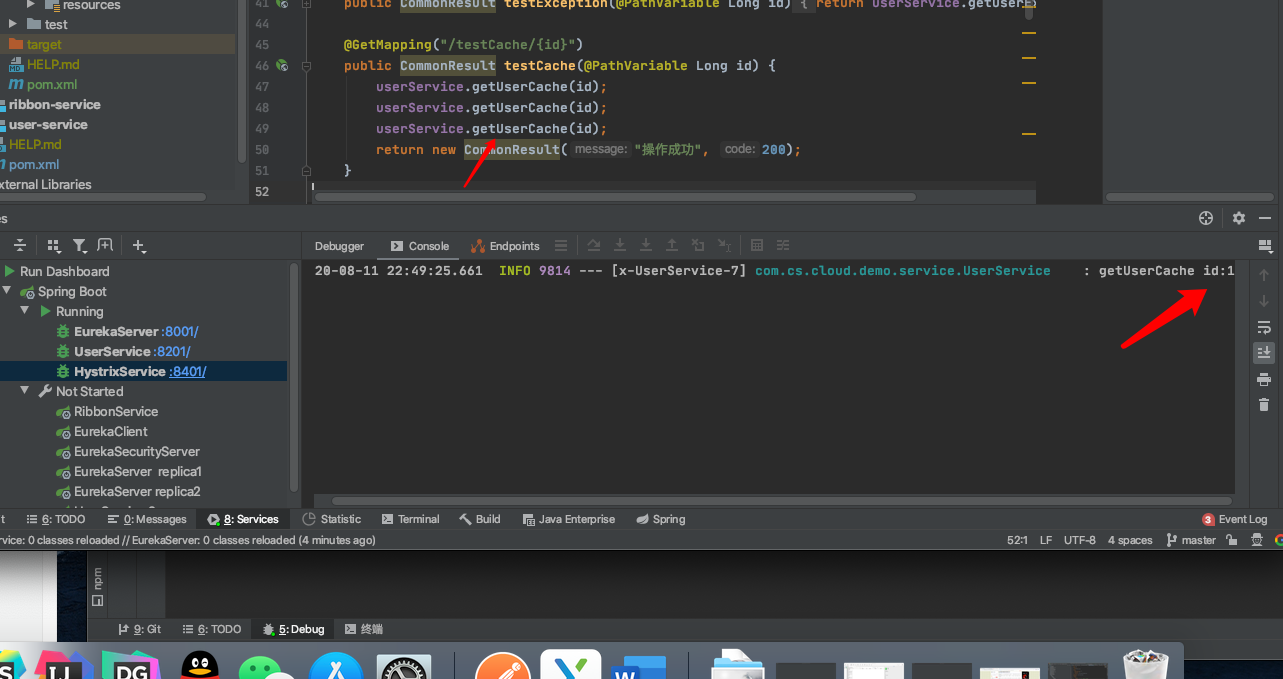 resources
test
target
HELP.md
pom.xml
ribbon-service
user-service
HELP.md
pom.xml
xternal Libraries
41 public CommonResult testException(@PathVariable Long id) { return userService.getUserE
44
45 @GetMapping("/testCache/{id}")
46 public CommonResult testCache(@PathVariable Long id) {
47 userService.getUserCache(id);
48 userService.getUserCache(id);
49 userService.getUserCache(id);
50 return new CommonResult( message: "操作成功", code: 200);
51 }
52
es
Debugger Console Endpoints
Run Dashboard
Spring Boot
Running
EurekaServer :8001/
UserService :8201/
HystrixService :8401/
Not Started
RibbonService
EurekaClient
EurekaSecurityServer
EurekaServer replica1
EurekaServer replica2
20-08-11 22:49:25.661 INFO 9814 --- [x-UserService-7] com.cs.cloud.demo.service.UserService : getUserCache id:1
t 6: TODO 0: Messages 8: Services Statistic Terminal Build Java Enterprise Spring 3 Event Log
rvice: 0 classes reloaded // EurekaServer: 0 classes reloaded (4 minutes ago) 52:1 LF UTF-8 4 spaces master
npm
9: Git 6: TODO 5: Debug 终端
S IJ DG W